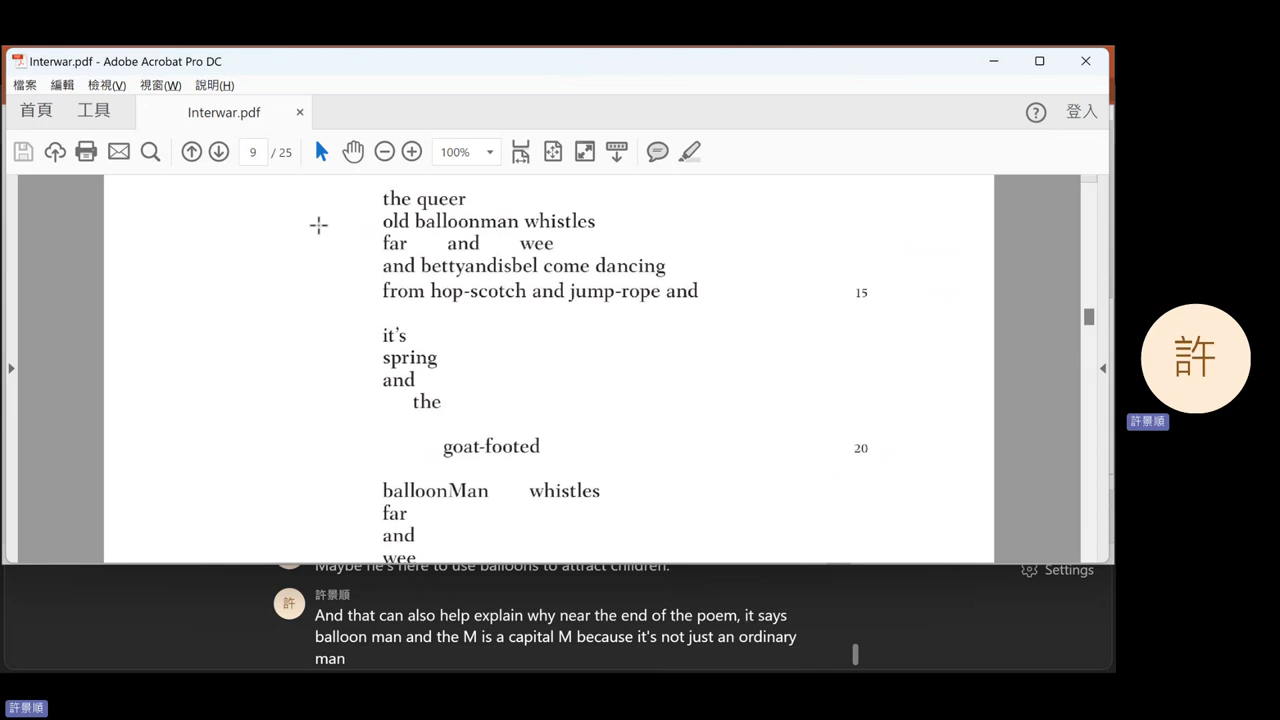 Interwar.pdf - Adobe Acrobat Pro DC
檔案 編輯 檢視(V) 視窗(W) 說明(H)
首頁 工具 Interwar.pdf × ? 登入
9 / 25 100%
the queer
old balloonman whistles
far and wee
and bettyandisbel come dancing
from hop-scotch and jump-rope and 15
it's
spring
and
the
goat-footed 20
balloonMan whistles
far
and
wee
Maybe he's here to use balloons to attract children.
Settings
許 許景順
And that can also help explain why near the end of the poem, it says
balloon man and the M is a capital M because it's not just an ordinary
man
許
許景順
許景順